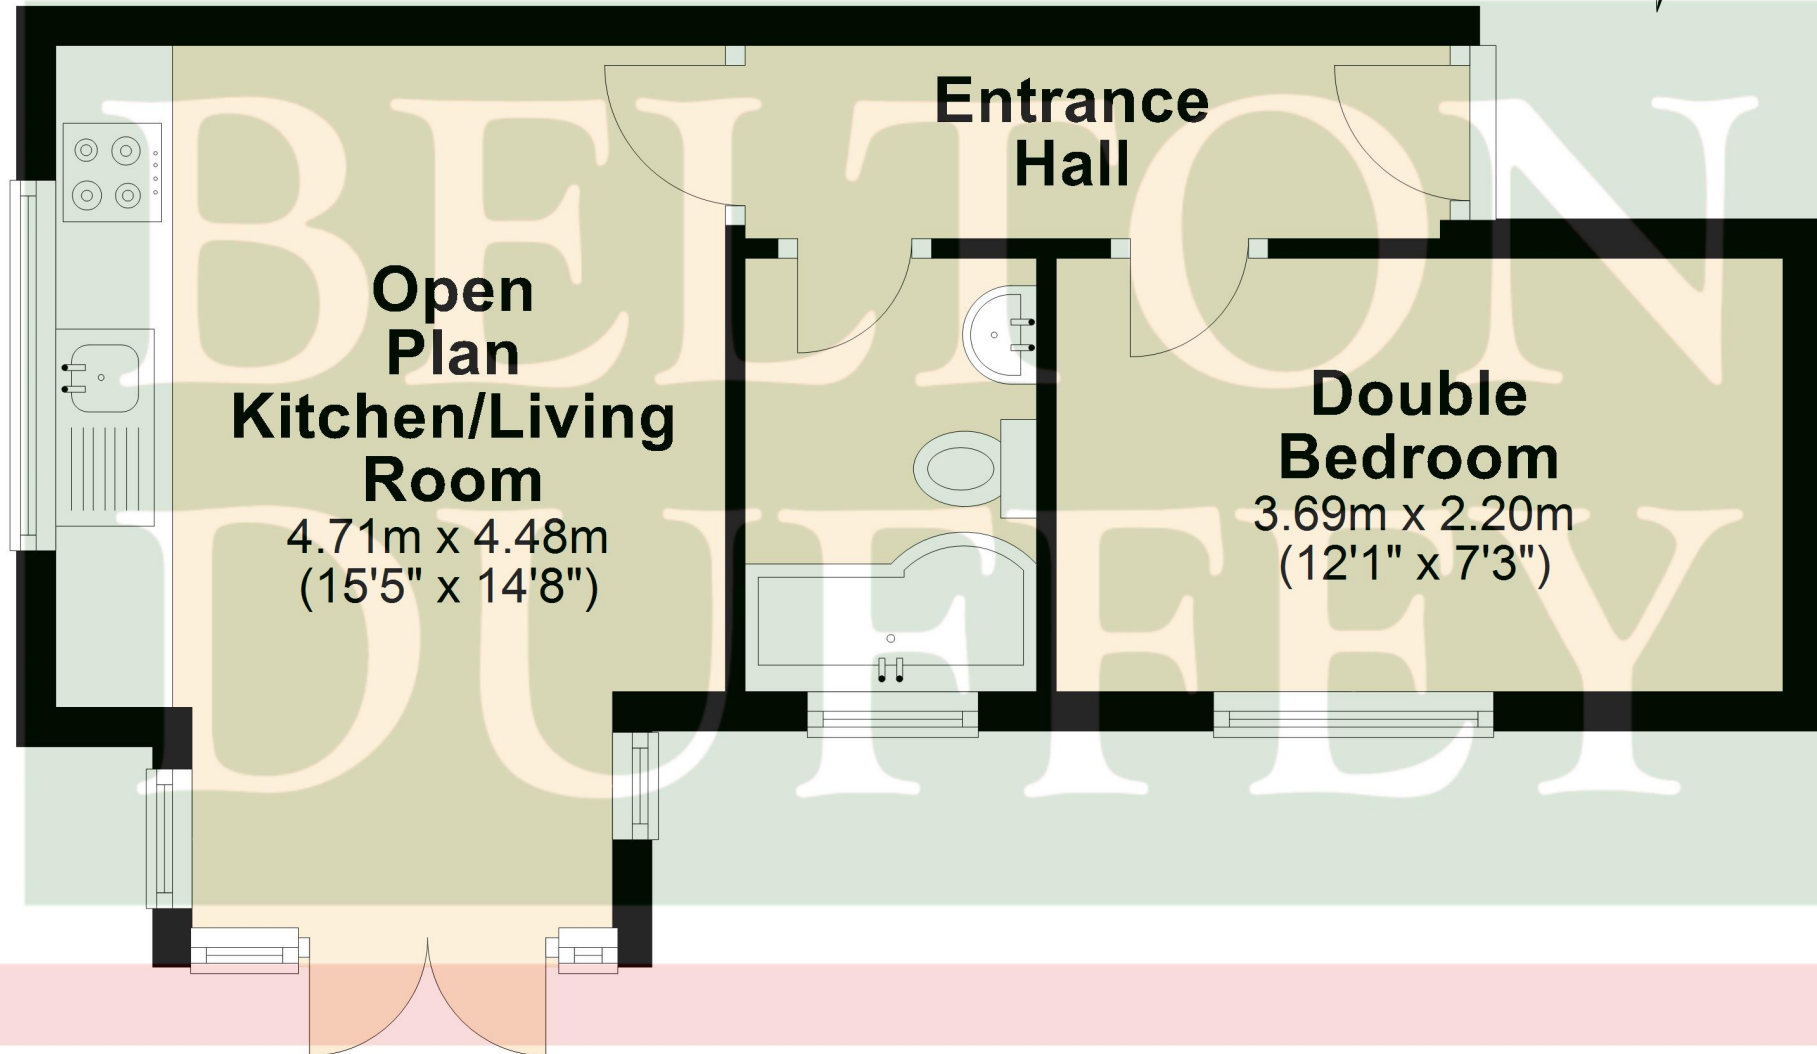 Entrance
Hall
Open
Plan
Kitchen/Living
Room
4.71m x 4.48m
(15'5" x 14'8")
Double
Bedroom
3.69m x 2.20m
(12'1" x 7'3")
BELTON
DUFFEY